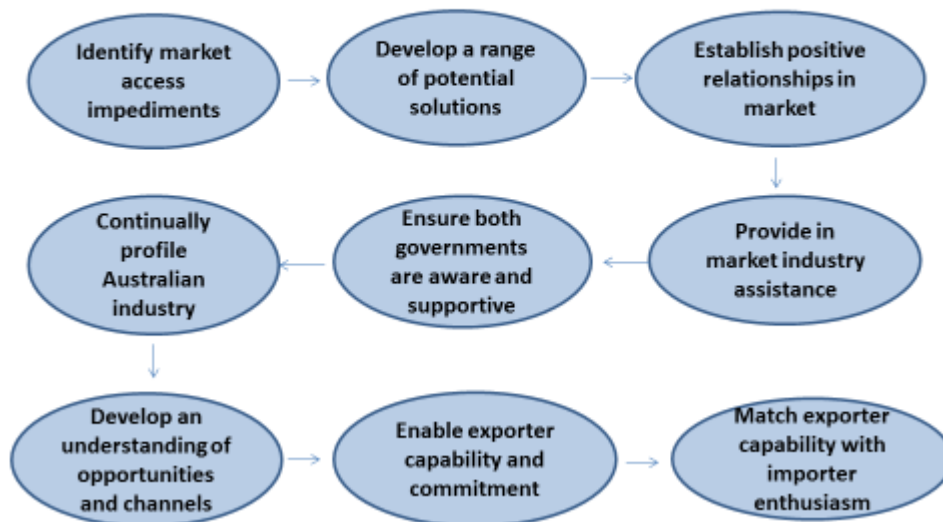 Identify market
access
impediments
Develop a range
of potential
solutions
Establish positive
relationships in
market
Provide in
market industry
assistance
Ensure both
governments
are aware and
supportive
Continually
profile
Australian
industry
Develop an
understanding of
opportunities
and channels
Enable exporter
capability and
commitment
Match exporter
capability with
importer
enthusiasm